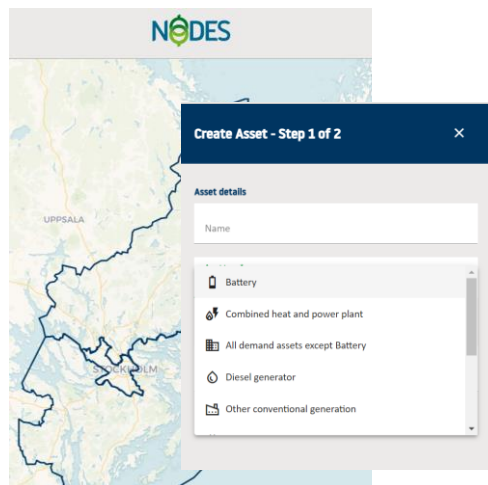 NODES
UPPSALA
STOCKHOLM
Create Asset - Step 1 of 2
Asset details
Name
Battery
Combined heat and power plant
All demand assets except Battery
Diesel generator
Other conventional generation